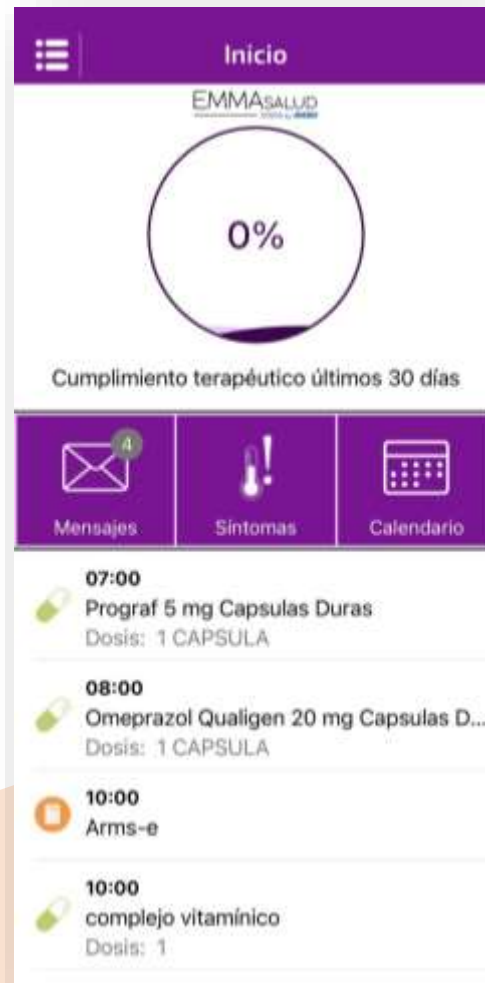 Inicio
EMMASALUD
0%
Cumplimiento terapéutico últimos 30 días
4
Mensajes
Síntomas
Calendario
07:00
Prograf 5 mg Capsulas Duras
Dosis: 1 CAPSULA
08:00
Omeprazol Qualigen 20 mg Capsulas D...
Dosis: 1 CAPSULA
10:00
Arms-e
10:00
complejo vitamínico
Dosis: 1